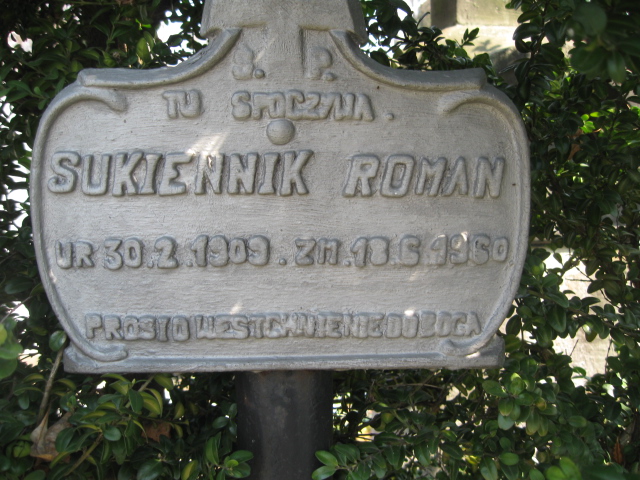 Ś. P.
TU SPOCZYWA.
SUKIENNIK ROMAN
UR 30.2.1909. ZM.18.6.1960
PROSI O WESTCHNIENIE DO BOGA